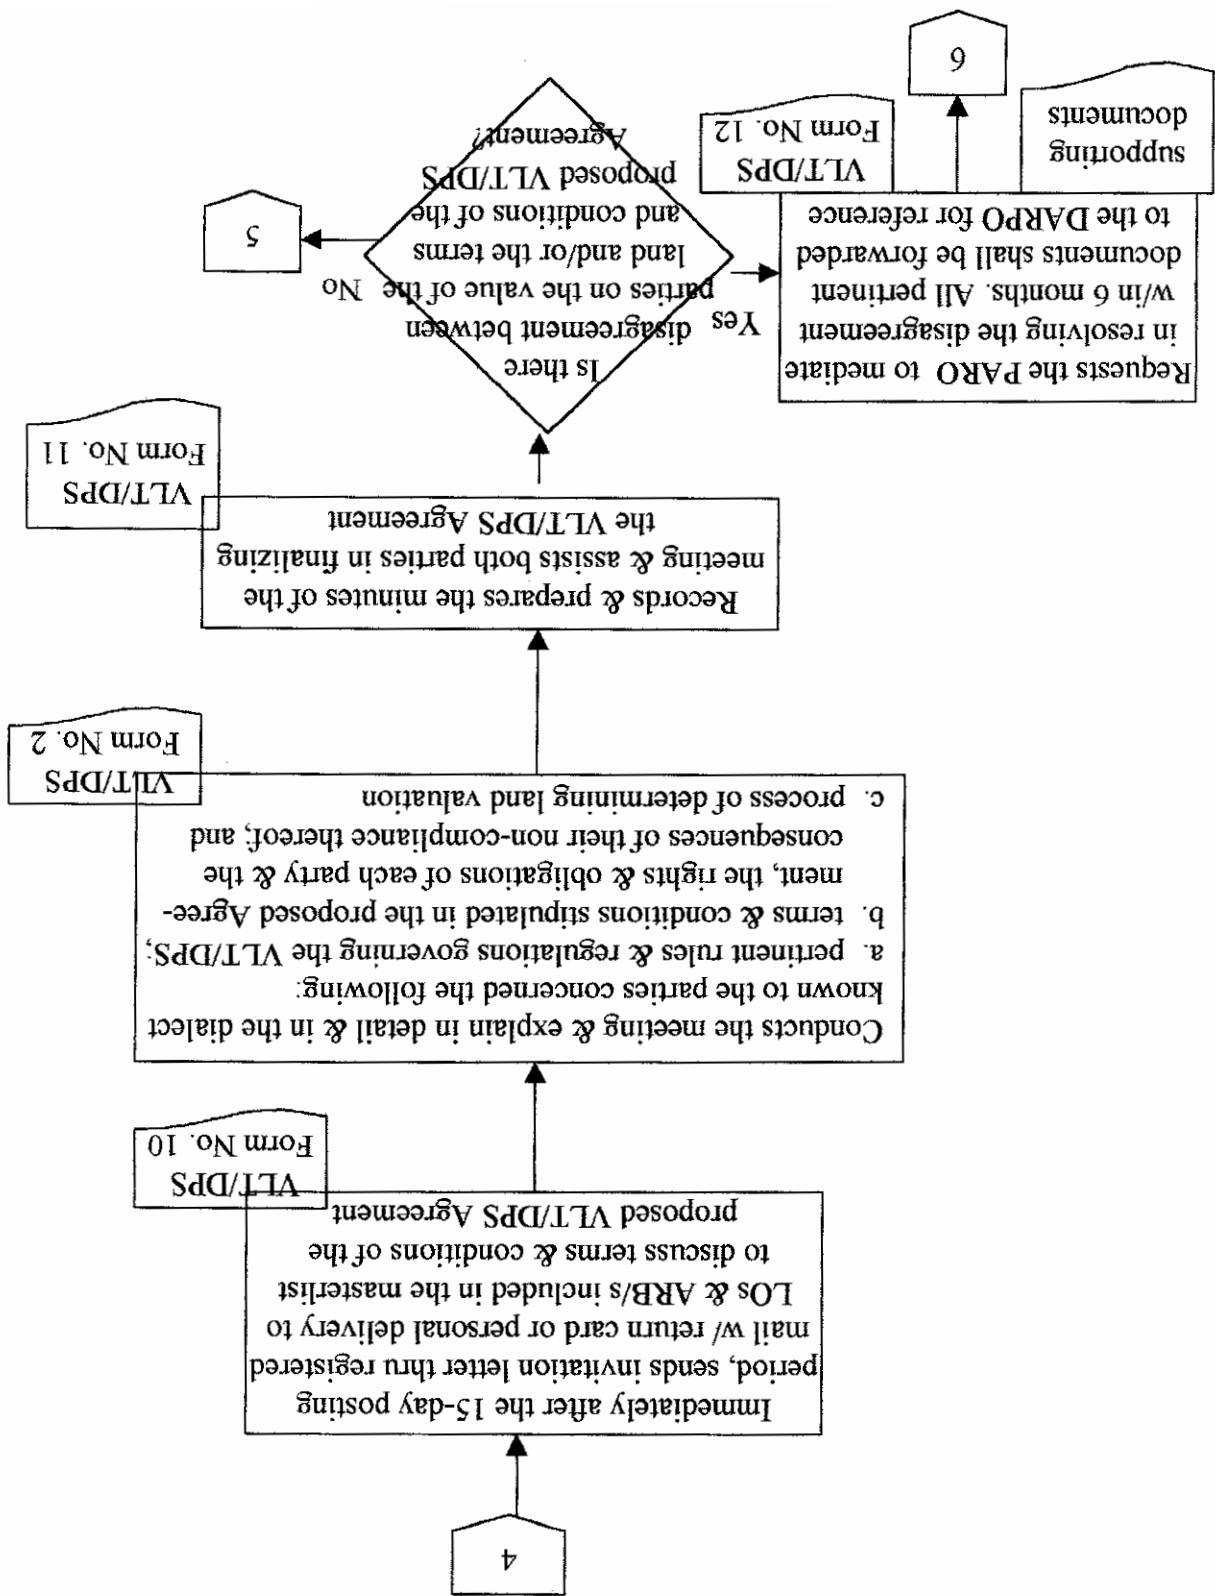 4
Immediately after the 15-day posting
period, sends invitation letter thru registered
mail w/ return card or personal delivery to
LOs & ARB/s included in the masterlist
to discuss terms & conditions of the
proposed VLT/DPS Agreement
VLT/DPS
Form No. 10
Conducts the meeting & explain in detail & in the dialect
known to the parties concerned the following:
a. pertinent rules & regulations governing the VLT/DPS;
b. terms & conditions stipulated in the proposed Agree-
ment, the rights & obligations of each party & the
consequences of their non-compliance thereof; and
c. process of determining land valuation
VLT/DPS
Form No. 2
Records & prepares the minutes of the
meeting & assists both parties in finalizing
the VLT/DPS Agreement
VLT/DPS
Form No. 11
Is there
disagreement between
parties on the value of the
land and/or the terms
and conditions of the
proposed VLT/DPS
Agreement?
Yes
No
5
Requests the PARO to mediate
in resolving the disagreement
w/in 6 months. All pertinent
documents shall be forwarded
to the DARPO for reference
supporting
documents
VLT/DPS
Form No. 12
6